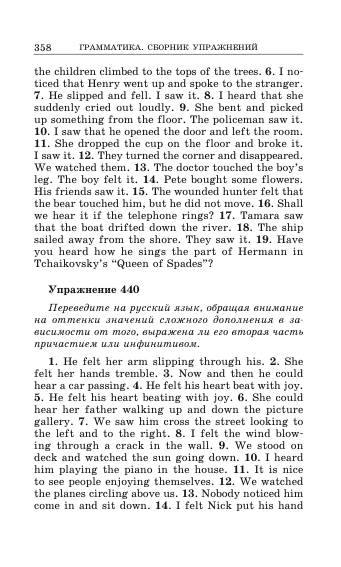 358 ГРАММАТИКА. СБОРНИК УПРАЖНЕНИЙ
the children climbed to the tops of the trees. 6. I no-
ticed that Henry went up and spoke to the stranger.
7. He slipped and fell. I saw it. 8. I heard that she
suddenly cried out loudly. 9. She bent and picked
up something from the floor. The policeman saw it.
10. I saw that he opened the door and left the room.
11. She dropped the cup on the floor and broke it.
I saw it. 12. They turned the corner and disappeared.
We watched them. 13. The doctor touched the boy's
leg. The boy felt it. 14. Pete bought some flowers.
His friends saw it. 15. The wounded hunter felt that
the bear touched him, but he did not move. 16. Shall
we hear it if the telephone rings? 17. Tamara saw
that the boat drifted down the river. 18. The ship
sailed away from the shore. They saw it. 19. Have
you heard how he sings the part of Hermann in
Tchaikovsky's “Queen of Spades”?
Упражнение 440
Переведите на русский язык, обращая внимание
на оттенки значений сложного дополнения в за-
висимости от того, выражена ли его вторая часть
причастием или инфинитивом.
1. He felt her arm slipping through his. 2. She
felt her hands tremble. 3. Now and then he could
hear a car passing. 4. He felt his heart beat with joy.
5. He felt his heart beating with joy. 6. She could
hear her father walking up and down the picture
gallery. 7. We saw him cross the street looking to
the left and to the right. 8. I felt the wind blow-
ing through a crack in the wall. 9. We stood on
deck and watched the sun going down. 10. I heard
him playing the piano in the house. 11. It is nice
to see people enjoying themselves. 12. We watched
the planes circling above us. 13. Nobody noticed him
come in and sit down. 14. I felt Nick put his hand